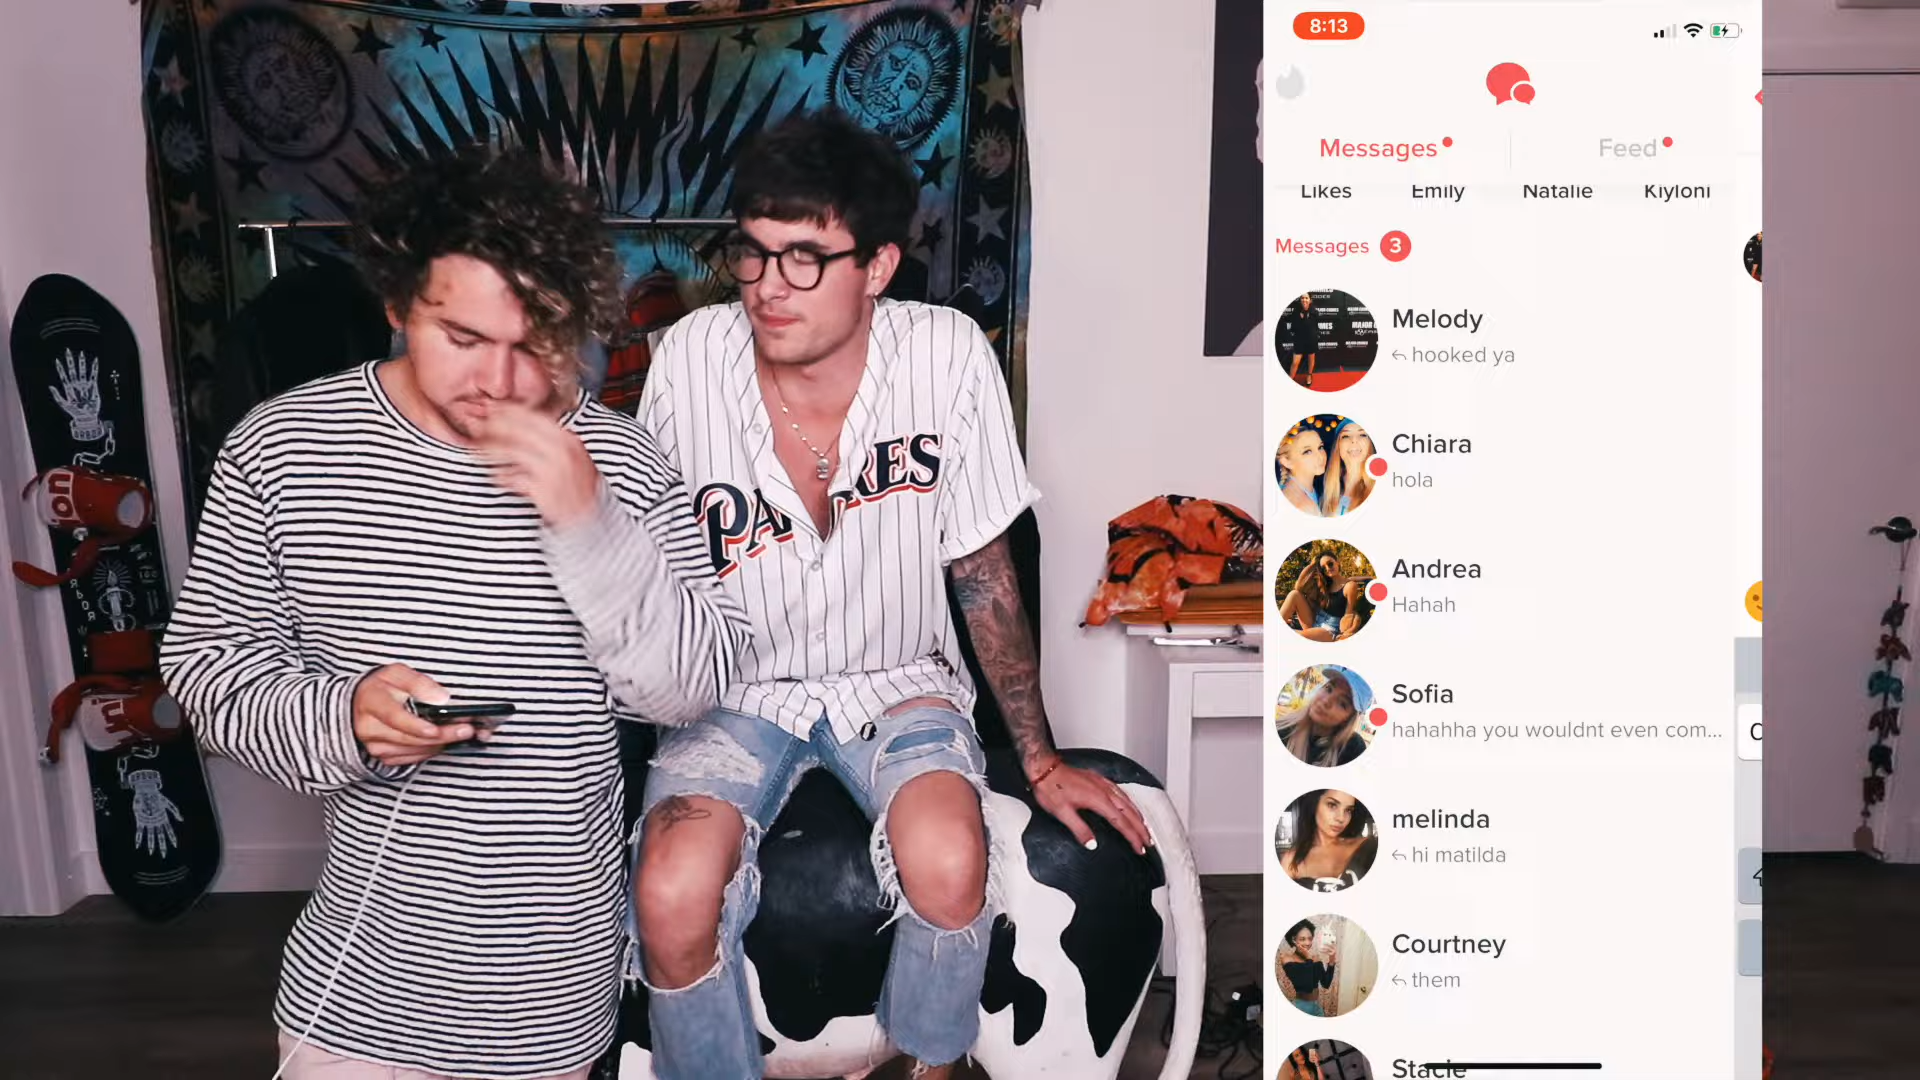 8:13
Messages
Feed
Likes
Emily
Natalie
Kiyloni
Messages 3
Melody
hooked ya
Chiara
hola
Andrea
Hahah
Sofia
hahahha you wouldnt even com...
melinda
hi matilda
Courtney
them
Stacie